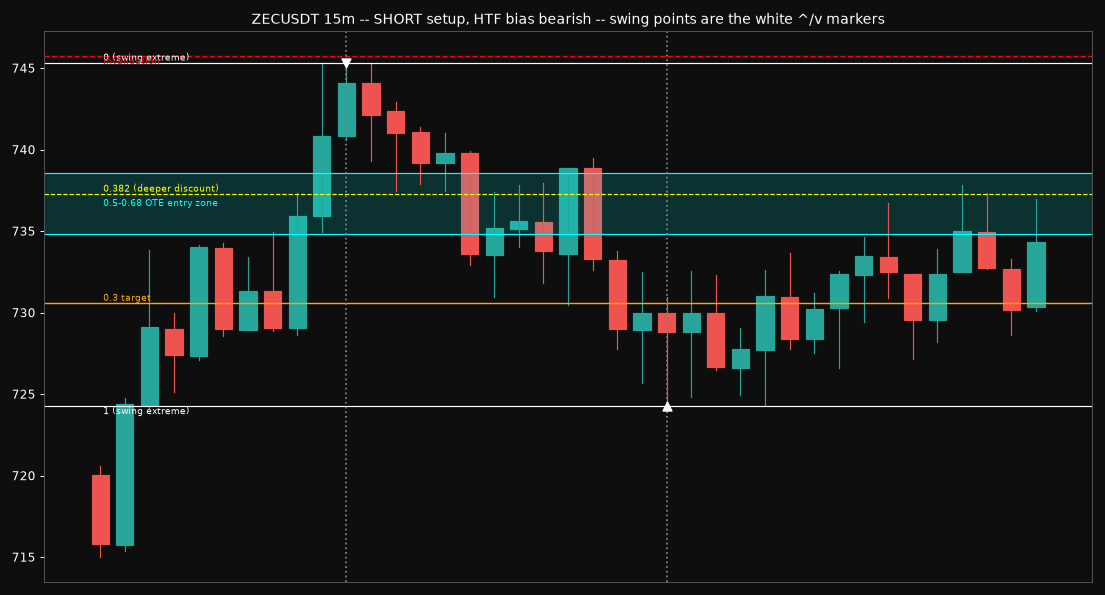 ZECUSDT 15m -- SHORT setup, HTF bias bearish -- swing points are the white ^/v markers
0 (swing extreme)
745
740
0.382 (deeper discount)
0.5-0.68 OTE entry zone
735
0.3 target
730
725
1 (swing extreme)
720
715